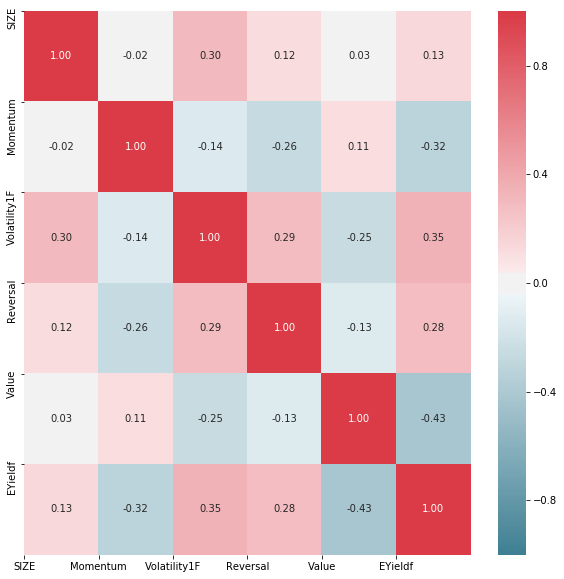 SIZE
1.00 -0.02 0.30 0.12 0.03 0.13
Momentum
-0.02 1.00 -0.14 -0.26 0.11 -0.32
Volatility1F
0.30 -0.14 1.00 0.29 -0.25 0.35
Reversal
0.12 -0.26 0.29 1.00 -0.13 0.28
Value
0.03 0.11 -0.25 -0.13 1.00 -0.43
EYieldf
0.13 -0.32 0.35 0.28 -0.43 1.00
SIZE Momentum Volatility1F Reversal Value EYieldf
0.8
0.4
0.0
−0.4
−0.8